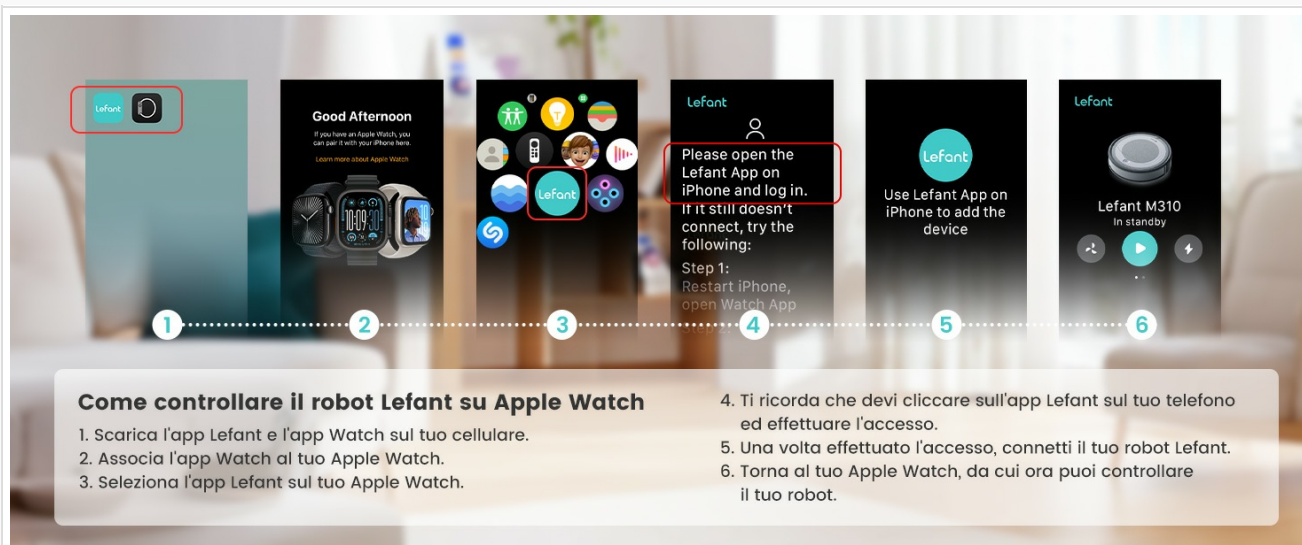 Lefant
Good Afternoon
If you have an Apple Watch, you
can pair it with your iPhone here.
Learn more about Apple Watch
10:09
Lefant
Lefant
Please open the
Lefant App on
iPhone and log in.
If it still doesn't
connect, try the
following:
Step 1:
Restart iPhone,
open Watch App
Step 2:
Lefant
Use Lefant App on
iPhone to add the
device
Lefant
Lefant M310
In standby
1
2
3
4
5
6
Come controllare il robot Lefant su Apple Watch
1. Scarica l'app Lefant e l'app Watch sul tuo cellulare.
2. Associa l'app Watch al tuo Apple Watch.
3. Seleziona l'app Lefant sul tuo Apple Watch.
4. Ti ricorda che devi cliccare sull'app Lefant sul tuo telefono
ed effettuare l'accesso.
5. Una volta effettuato l'accesso, connetti il tuo robot Lefant.
6. Torna al tuo Apple Watch, da cui ora puoi controllare
il tuo robot.